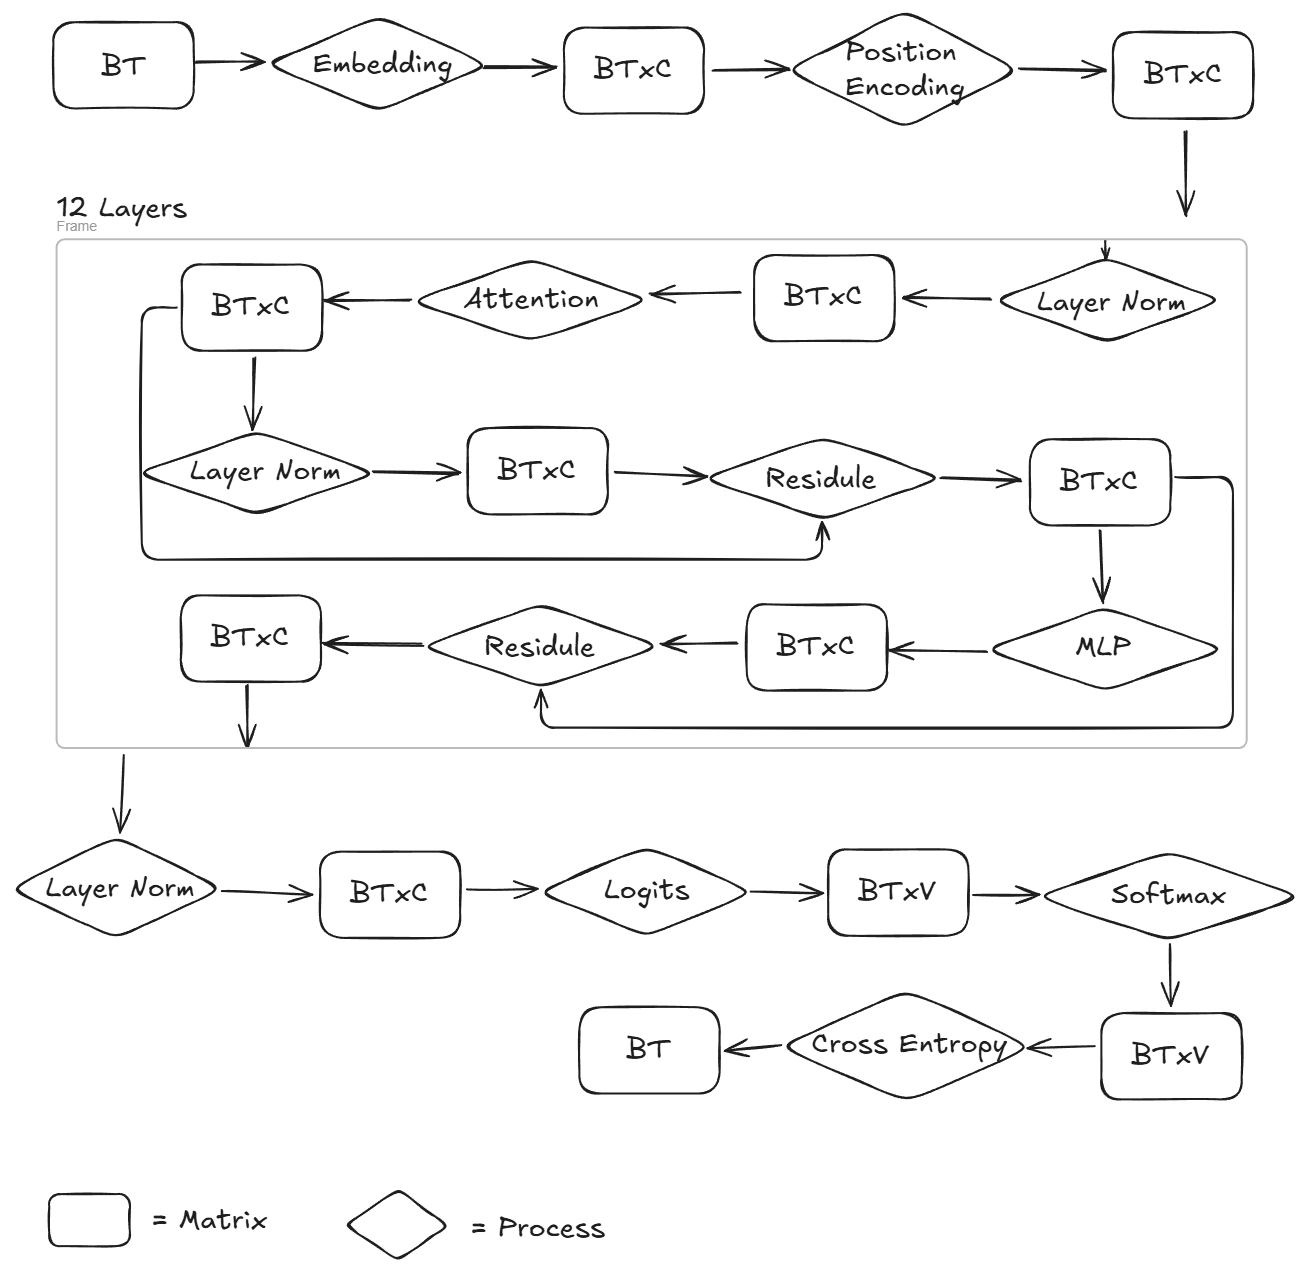 BT
Embedding
BTxC
Position
Encoding
BTxC
12 Layers
Frame
Layer Norm
BTxC
Attention
BTxC
Layer Norm
BTxC
Residule
BTxC
MLP
BTxC
Residule
BTxC
Layer Norm
BTxC
Logits
BTxV
Softmax
BTxV
Cross Entropy
BT
= Matrix
= Process